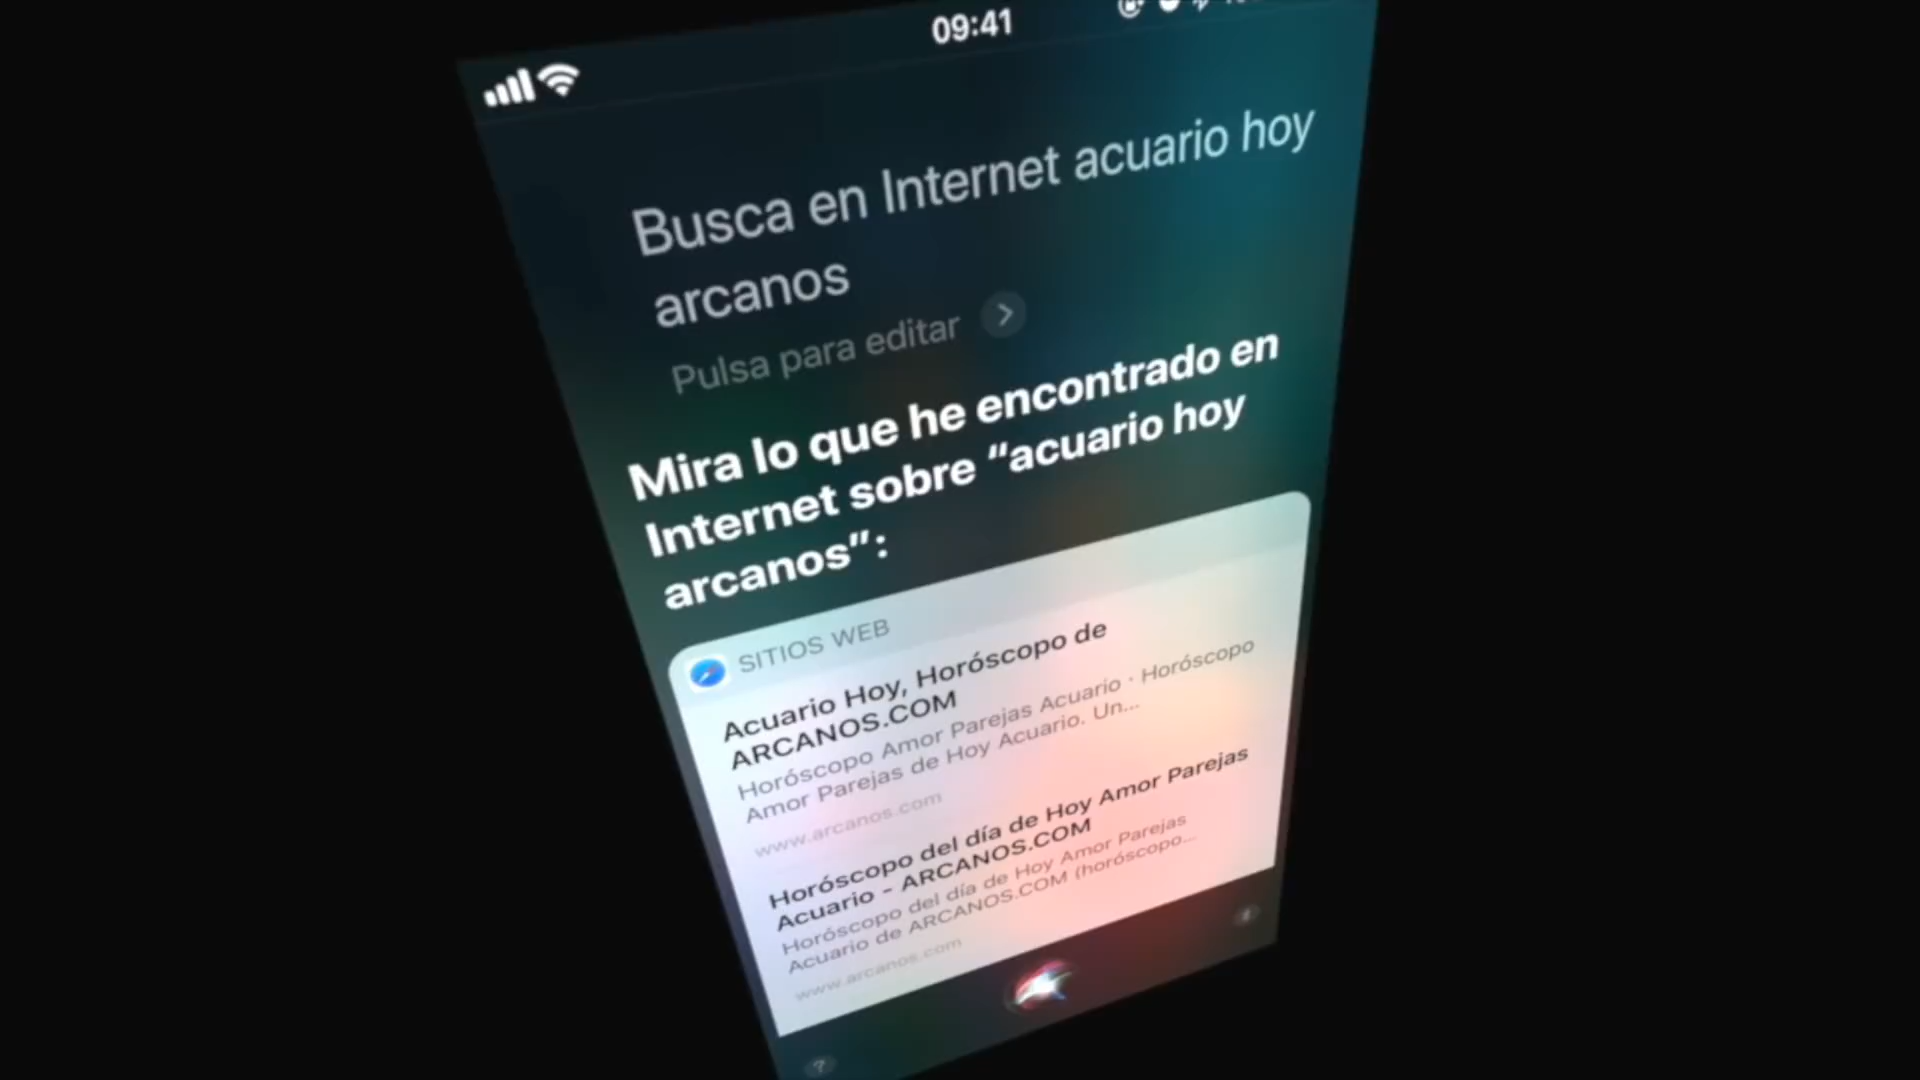 09:41
Busca en Internet acuario hoy
arcanos
Pulsa para editar
Mira lo que he encontrado en
Internet sobre “acuario hoy
arcanos”:
SITIOS WEB
Acuario Hoy, Horóscopo de
ARCANOS.COM
Horóscopo Amor Parejas Acuario · Horóscopo
Amor Parejas de Hoy Acuario. Un...
www.arcanos.com
Horóscopo del día de Hoy Amor Parejas
Acuario - ARCANOS.COM
Horóscopo del día de Hoy Amor Parejas
Acuario de ARCANOS.COM (horóscopo...
www.arcanos.com
?